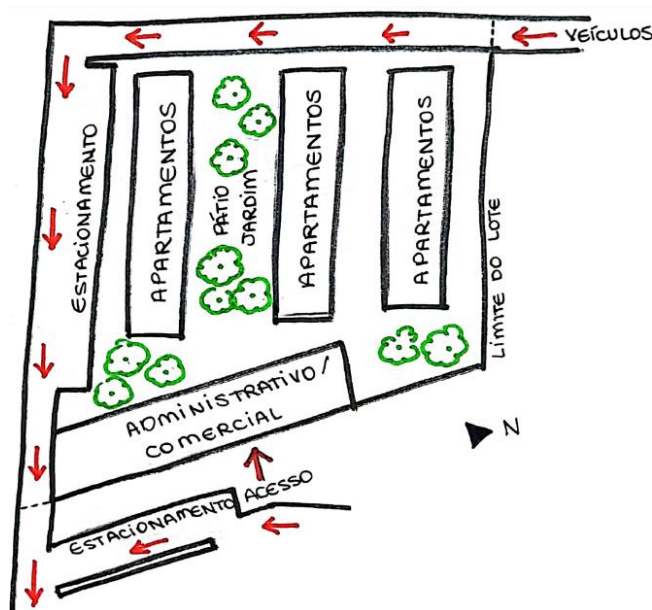 VEÍCULOS
ESTACIONAMENTO
APARTAMENTOS
PÁTIO
JARDIM
APARTAMENTOS
APARTAMENTOS
LIMITE DO LOTE
ADMINISTRATIVO/
COMERCIAL
N
ACESSO
ESTACIONAMENTO